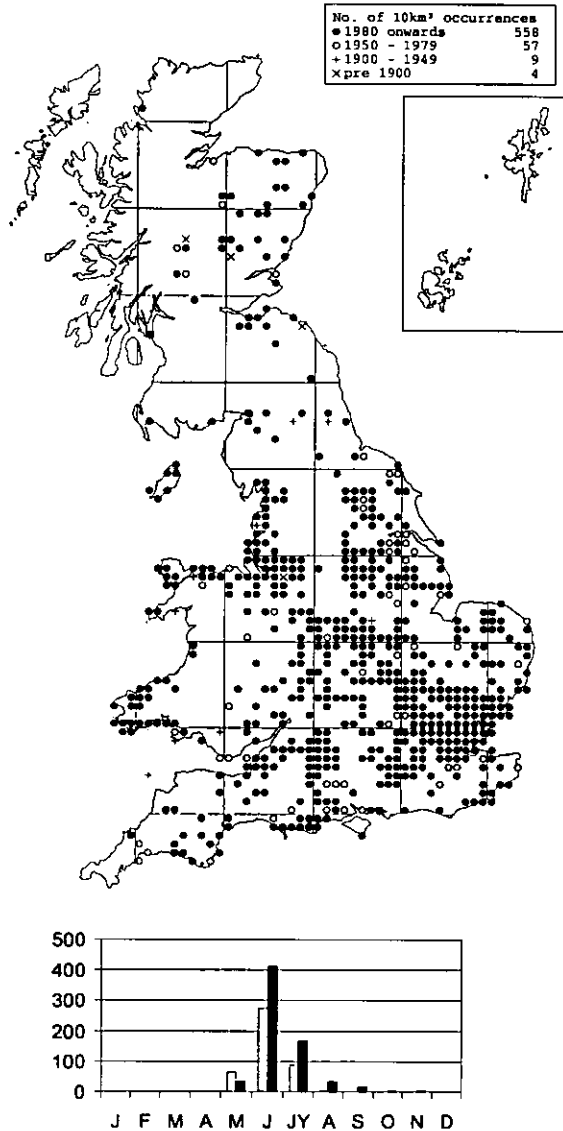 No. of 10km² occurrences
● 1980 onwards 558
○ 1950 - 1979 57
+ 1900 - 1949 9
× pre 1900 4
500
400
300
200
100
0
J F M A M J JY A S O N D